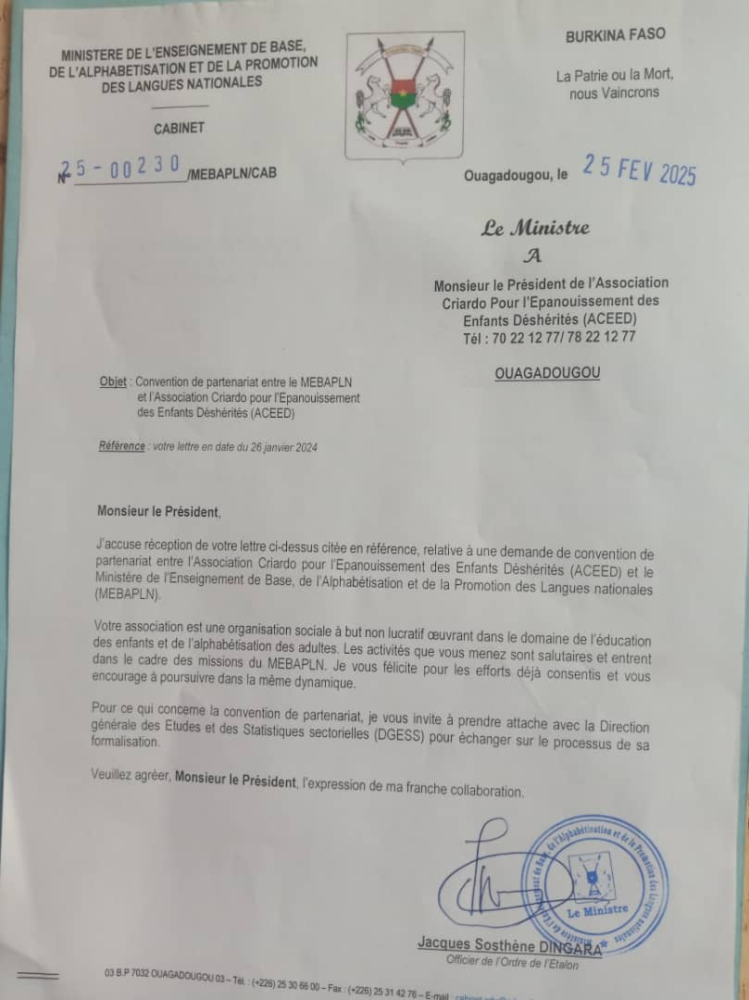 MINISTERE DE L'ENSEIGNEMENT DE BASE,
DE L'ALPHABETISATION ET DE LA PROMOTION
DES LANGUES NATIONALES
CABINET
N° 25-00230 /MEBAPLN/CAB
BURKINA FASO
La Patrie ou la Mort,
nous Vaincrons
Ouagadougou, le 25 FEV 2025
Le Ministre
A
Monsieur le Président de l'Association
Criardo Pour l'Epanouissement des
Enfants Déshérités (ACEED)
Tél : 70 22 12 77/ 78 22 12 77
OUAGADOUGOU
Objet : Convention de partenariat entre le MEBAPLN
et l'Association Criardo pour l'Epanouissement
des Enfants Déshérités (ACEED)
Référence : votre lettre en date du 26 janvier 2024
Monsieur le Président,
J'accuse réception de votre lettre ci-dessus citée en référence, relative à une demande de convention de
partenariat entre l'Association Criardo pour l'Epanouissement des Enfants Déshérités (ACEED) et le
Ministère de l'Enseignement de Base, de l'Alphabétisation et de la Promotion des Langues nationales
(MEBAPLN).
Votre association est une organisation sociale à but non lucratif œuvrant dans le domaine de l'éducation
des enfants et de l'alphabétisation des adultes. Les activités que vous menez sont salutaires et entrent
dans le cadre des missions du MEBAPLN. Je vous félicite pour les efforts déjà consentis et vous
encourage à poursuivre dans la même dynamique.
Pour ce qui concerne la convention de partenariat, je vous invite à prendre attache avec la Direction
générale des Etudes et des Statistiques sectorielles (DGESS) pour échanger sur le processus de sa
formalisation.
Veuillez agréer, Monsieur le Président, l'expression de ma franche collaboration.
Ministère de l'Enseignement de Base, de l'Alphabétisation et de la Promotion des Langues nationales
Le Ministre
Jacques Sosthène DINGARA
Officier de l'Ordre de l'Etalon
03 B.P 7032 OUAGADOUGOU 03 – Tél. : (+226) 25 30 66 00 – Fax : (+226) 25 31 42 76 – E-mail :